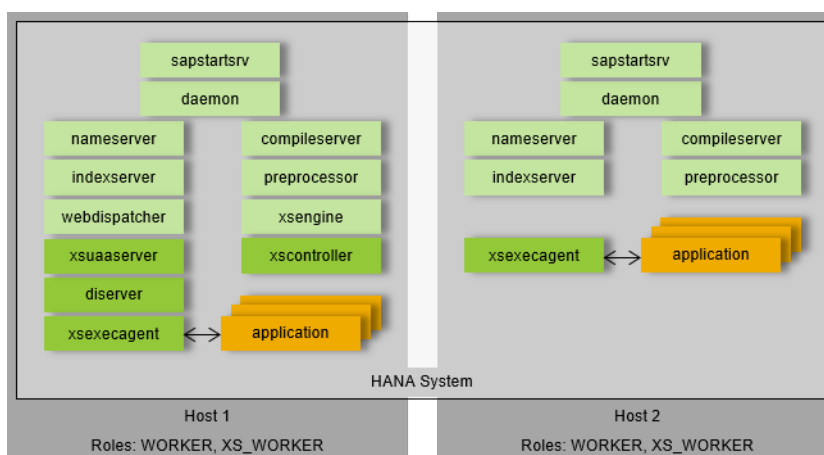 sapstartsrv
daemon
nameserver
compileserver
indexserver
preprocessor
webdispatcher
xsengine
xsuaaserver
xscontroller
diserver
xsexecagent
application
sapstartsrv
daemon
nameserver
compileserver
indexserver
preprocessor
xsexecagent
application
HANA System
Host 1
Roles: WORKER, XS_WORKER
Host 2
Roles: WORKER, XS_WORKER